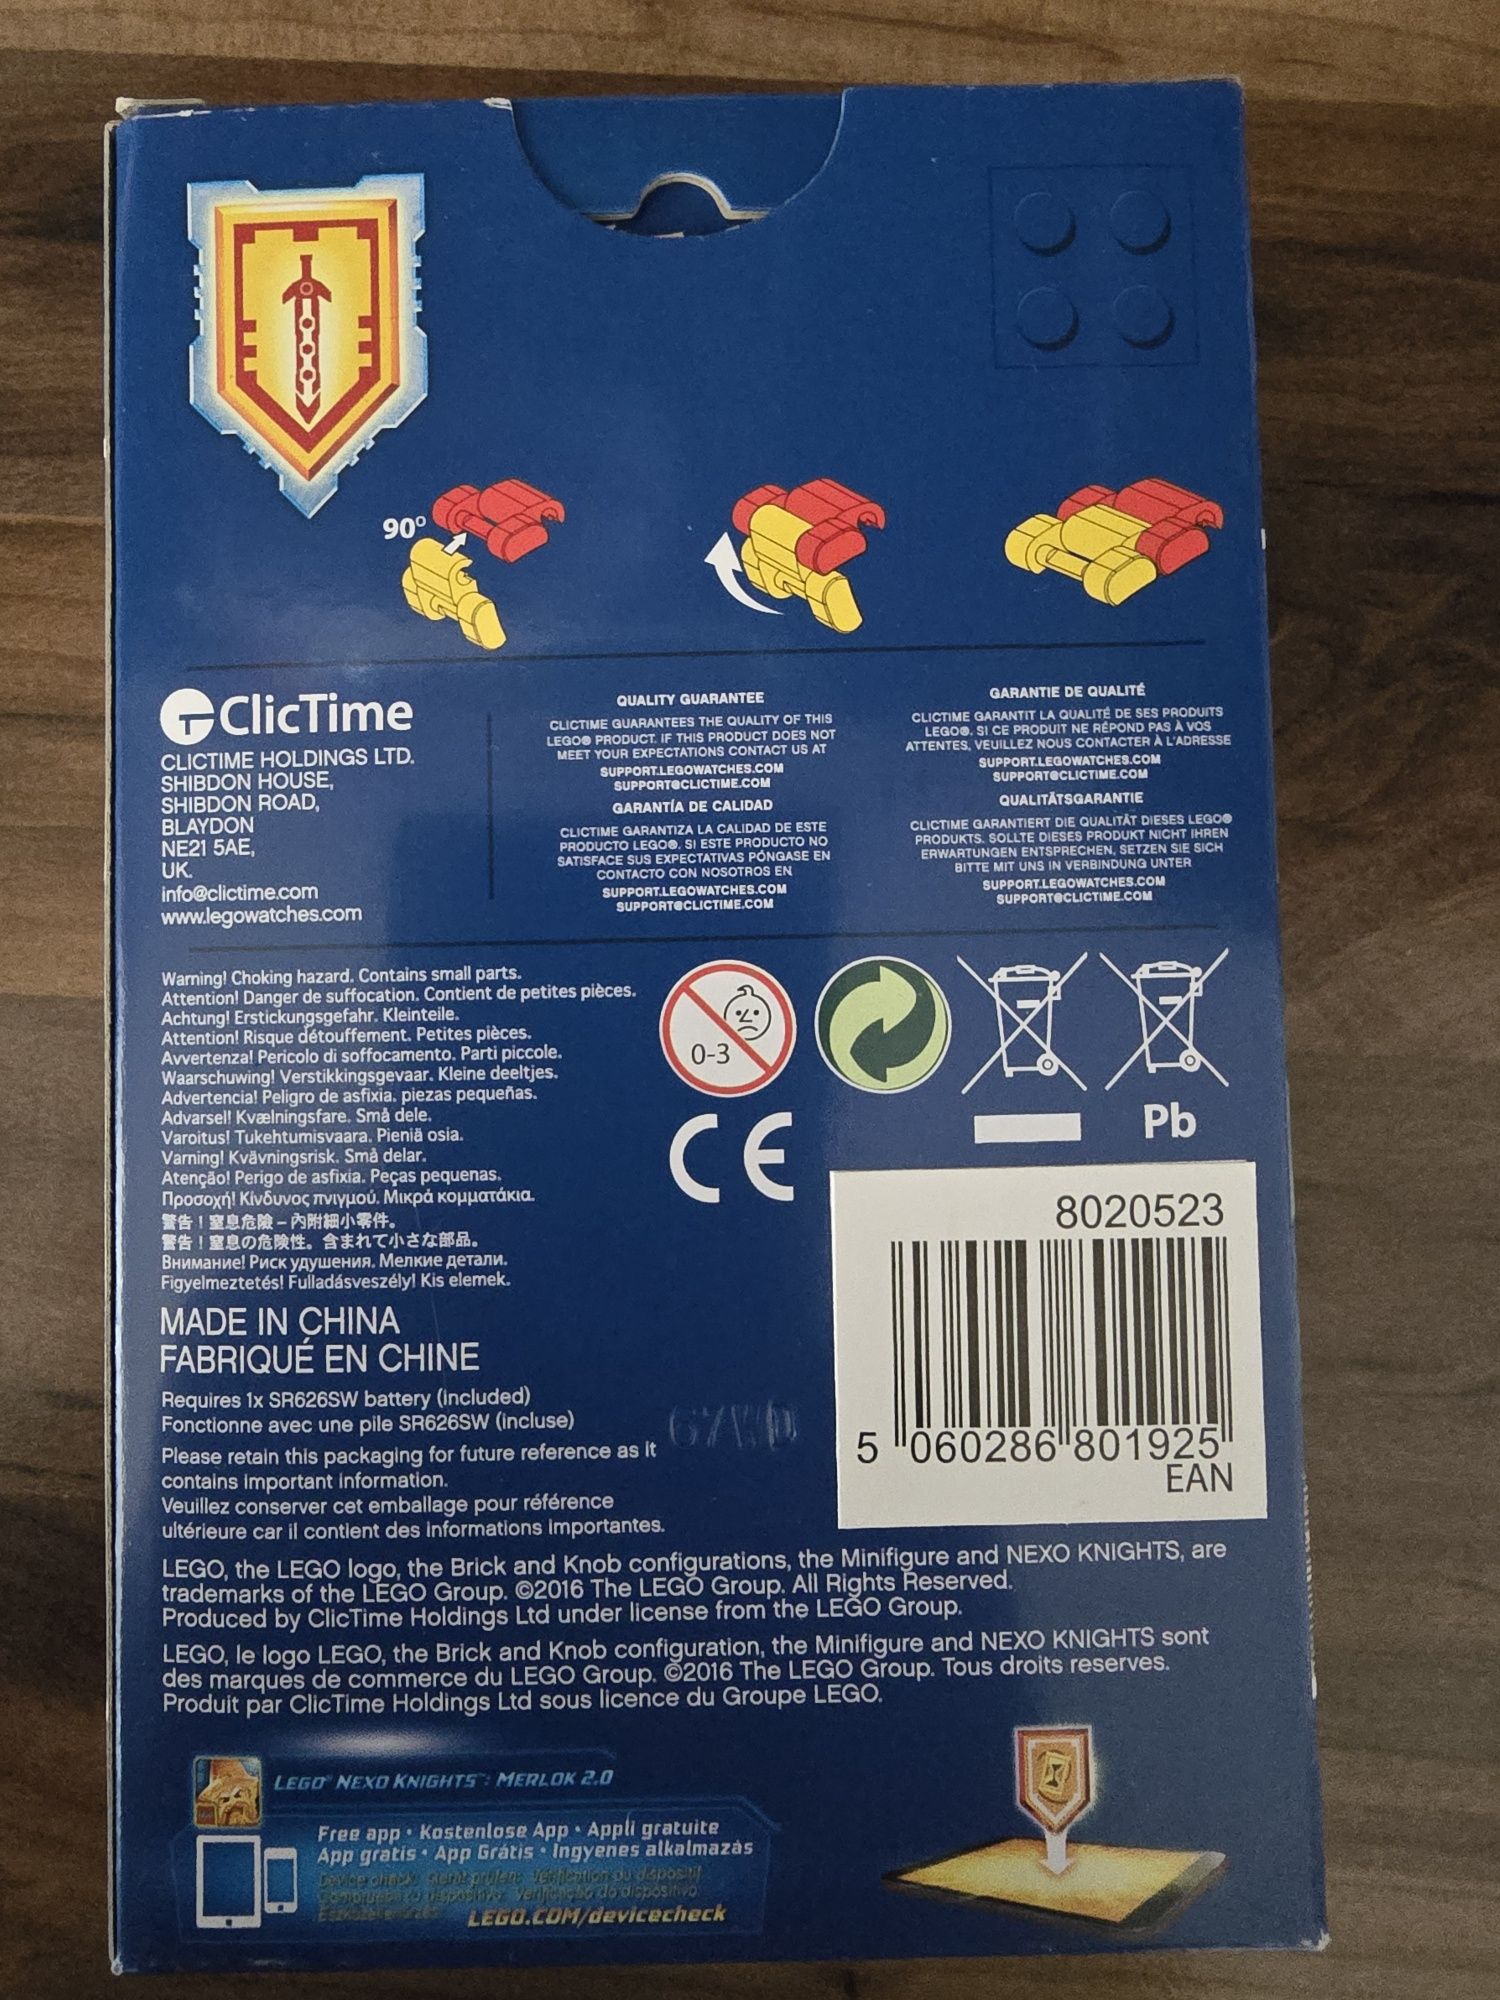 90°
ClicTime
CLICTIME HOLDINGS LTD.
SHIBDON HOUSE,
SHIBDON ROAD,
BLAYDON
NE21 5AE,
UK.
info@clictime.com
www.legowatches.com
QUALITY GUARANTEE
CLICTIME GUARANTEES THE QUALITY OF THIS
LEGO® PRODUCT. IF THIS PRODUCT DOES NOT
MEET YOUR EXPECTATIONS CONTACT US AT
SUPPORT.LEGOWATCHES.COM
SUPPORT@CLICTIME.COM
GARANTÍA DE CALIDAD
CLICTIME GARANTIZA LA CALIDAD DE ESTE
PRODUCTO LEGO®. SI ESTE PRODUCTO NO
SATISFACE SUS EXPECTATIVAS PÓNGASE EN
CONTACTO CON NOSOTROS EN
SUPPORT.LEGOWATCHES.COM
SUPPORT@CLICTIME.COM
GARANTIE DE QUALITÉ
CLICTIME GARANTIT LA QUALITÉ DE SES PRODUITS
LEGO®. SI CE PRODUIT NE RÉPOND PAS À VOS
ATTENTES, VEUILLEZ NOUS CONTACTER À L'ADRESSE
SUPPORT.LEGOWATCHES.COM
SUPPORT@CLICTIME.COM
QUALITÄTSGARANTIE
CLICTIME GARANTIERT DIE QUALITÄT DIESES LEGO®
PRODUKTS. SOLLTE DIESES PRODUKT NICHT IHREN
ERWARTUNGEN ENTSPRECHEN, SETZEN SIE SICH
BITTE MIT UNS IN VERBINDUNG UNTER
SUPPORT.LEGOWATCHES.COM
SUPPORT@CLICTIME.COM
Warning! Choking hazard. Contains small parts.
Attention! Danger de suffocation. Contient de petites pièces.
Achtung! Erstickungsgefahr. Kleinteile.
Attention! Risque détouffement. Petites pièces.
Avvertenza! Pericolo di soffocamento. Parti piccole.
Waarschuwing! Verstikkingsgevaar. Kleine deeltjes.
Advertencia! Peligro de asfixia. piezas pequeñas.
Advarsel! Kvælningsfare. Små dele.
Varoitus! Tukehtumisvaara. Pieniä osia.
Varning! Kvävningsrisk. Små delar.
Atenção! Perigo de asfixia. Peças pequenas.
Προσοχή! Κίνδυνος πνιγμού. Μικρά κομματάκια.
警告！窒息危險 – 內附細小零件。
警告！窒息の危険性。含まれて小さな部品。
Внимание! Риск удушения. Мелкие детали.
Figyelmeztetés! Fulladásveszély! Kis elemek.
0-3
CE
Pb
MADE IN CHINA
FABRIQUÉ EN CHINE
Requires 1x SR626SW battery (included)
Fonctionne avec une pile SR626SW (incluse)
Please retain this packaging for future reference as it
contains important information.
Veuillez conserver cet emballage pour référence
ultérieure car il contient des informations importantes.
8020523
5 060286 801925
EAN
LEGO, the LEGO logo, the Brick and Knob configurations, the Minifigure and NEXO KNIGHTS, are
trademarks of the LEGO Group. ©2016 The LEGO Group. All Rights Reserved.
Produced by ClicTime Holdings Ltd under license from the LEGO Group.
LEGO, le logo LEGO, the Brick and Knob configuration, the Minifigure and NEXO KNIGHTS sont
des marques de commerce du LEGO Group. ©2016 The LEGO Group. Tous droits reserves.
Produit par ClicTime Holdings Ltd sous licence du Groupe LEGO.
LEGO® NEXO KNIGHTS™: MERLOK 2.0
Free app • Kostenlose App • Appli gratuite
App gratis • App Grátis • Ingyenes alkalmazás
Device check Gerät prüfen Vérification du dispositif
Verificação do dispositivo
LEGO.COM/devicecheck